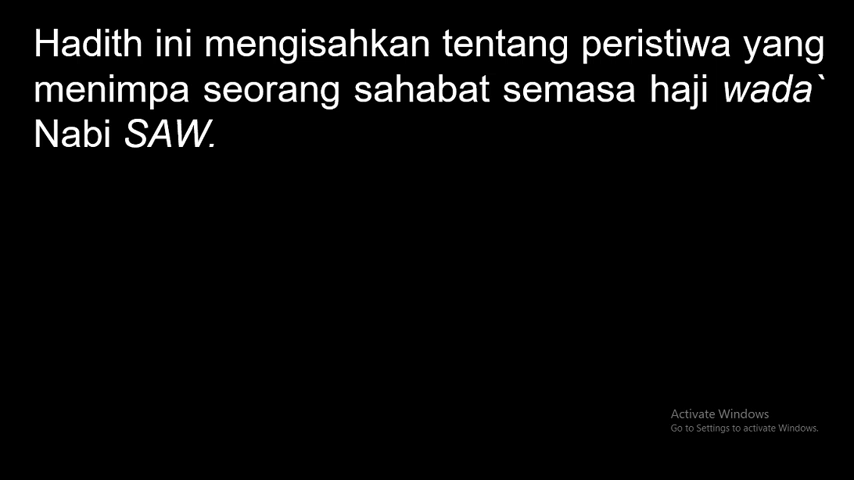 Hadith ini mengisahkan tentang peristiwa yang
menimpa seorang sahabat semasa haji wada`
Nabi SAW.
Activate Windows
Go to Settings to activate Windows.